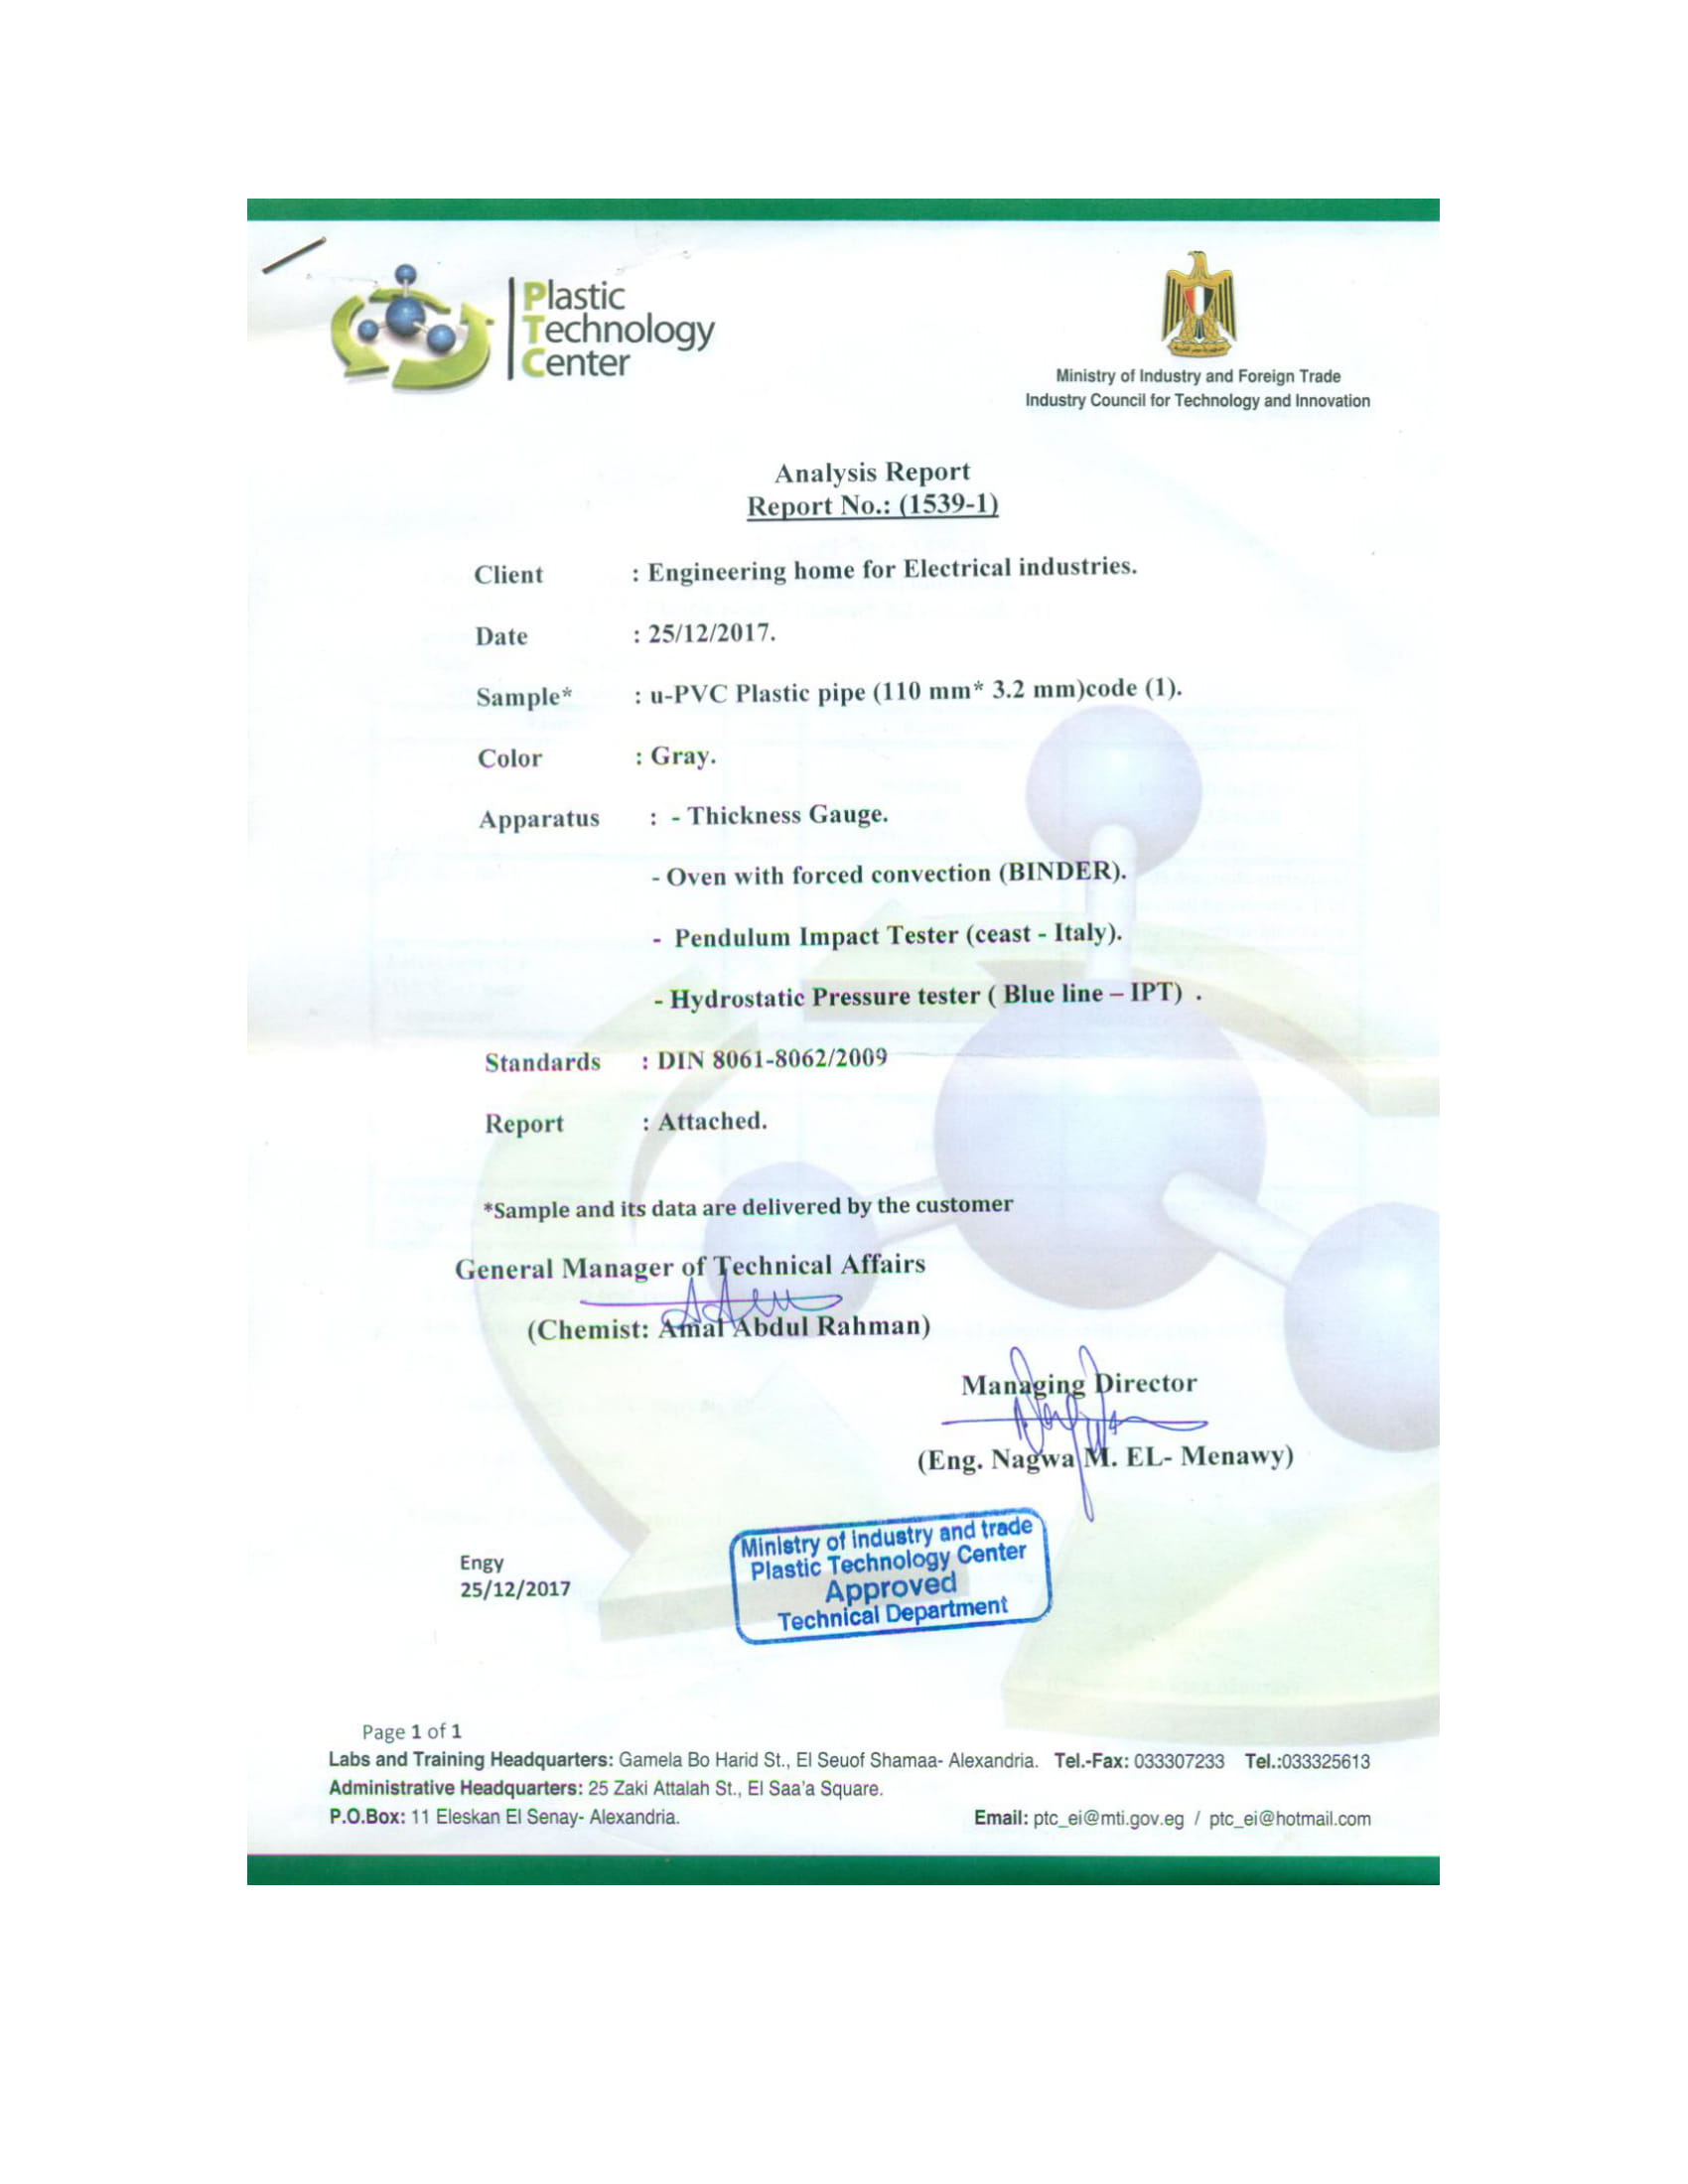 Plastic
Technology
Center
Ministry of Industry and Foreign Trade
Industry Council for Technology and Innovation
Analysis Report
Report No.: (1539-1)
Client : Engineering home for Electrical industries.
Date : 25/12/2017.
Sample* : u-PVC Plastic pipe (110 mm* 3.2 mm)code (1).
Color : Gray.
Apparatus : - Thickness Gauge.
- Oven with forced convection (BINDER).
- Pendulum Impact Tester (ceast - Italy).
- Hydrostatic Pressure tester ( Blue line – IPT) .
Standards : DIN 8061-8062/2009
Report : Attached.
*Sample and its data are delivered by the customer
General Manager of Technical Affairs
(Chemist: Amal Abdul Rahman)
Managing Director
(Eng. Nagwa M. EL- Menawy)
Ministry of industry and trade
Plastic Technology Center
Approved
Technical Department
Engy
25/12/2017
Page 1 of 1
Labs and Training Headquarters: Gamela Bo Harid St., El Seuof Shamaa- Alexandria. Tel.-Fax: 033307233 Tel.:033325613
Administrative Headquarters: 25 Zaki Attalah St., El Saa'a Square.
P.O.Box: 11 Eleskan El Senay- Alexandria. Email: ptc_ei@mti.gov.eg / ptc_ei@hotmail.com